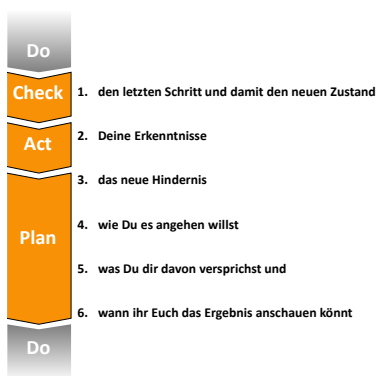 Do
Check
1. den letzten Schritt und damit den neuen Zustand
Act
2. Deine Erkenntnisse
3. das neue Hindernis
4. wie Du es angehen willst
Plan
5. was Du dir davon versprichst und
6. wann ihr Euch das Ergebnis anschauen könnt
Do